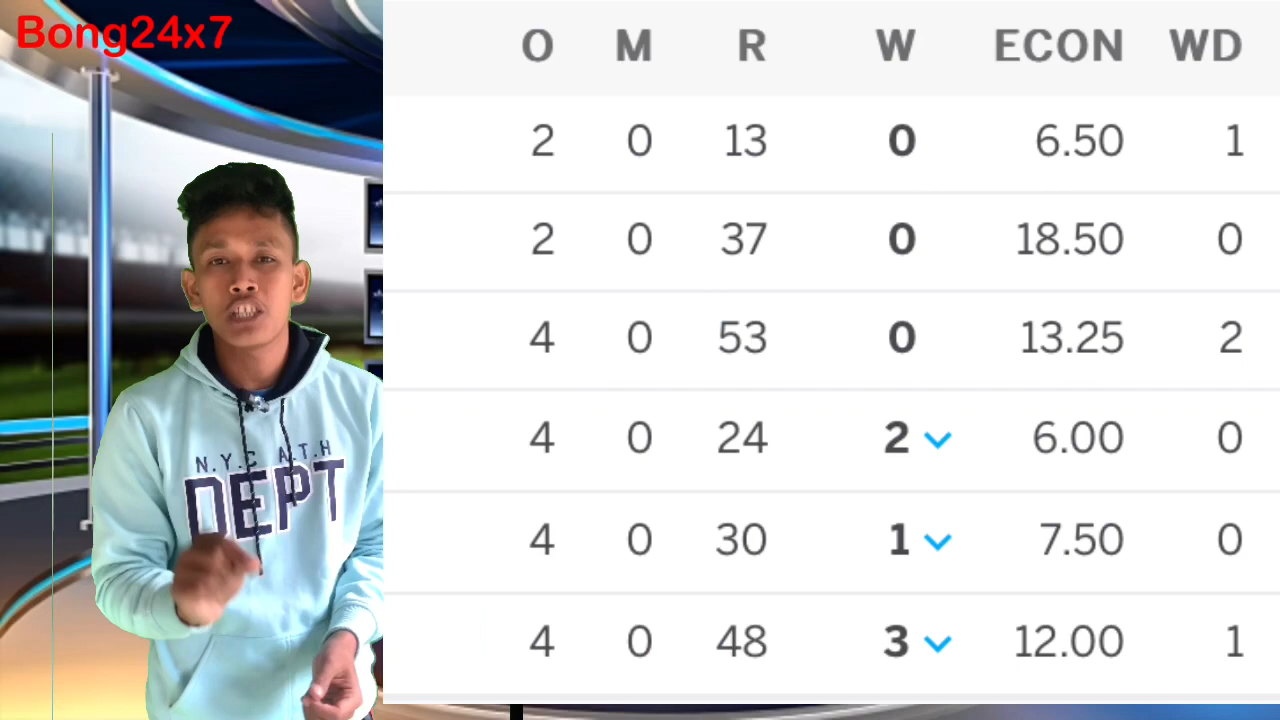 Bong24x7
O M R W ECON WD
2 0 13 0 6.50 1
2 0 37 0 18.50 0
4 0 53 0 13.25 2
4 0 24 2 6.00 0
4 0 30 1 7.50 0
4 0 48 3 12.00 1
N.Y.C A.T.H
DEPT